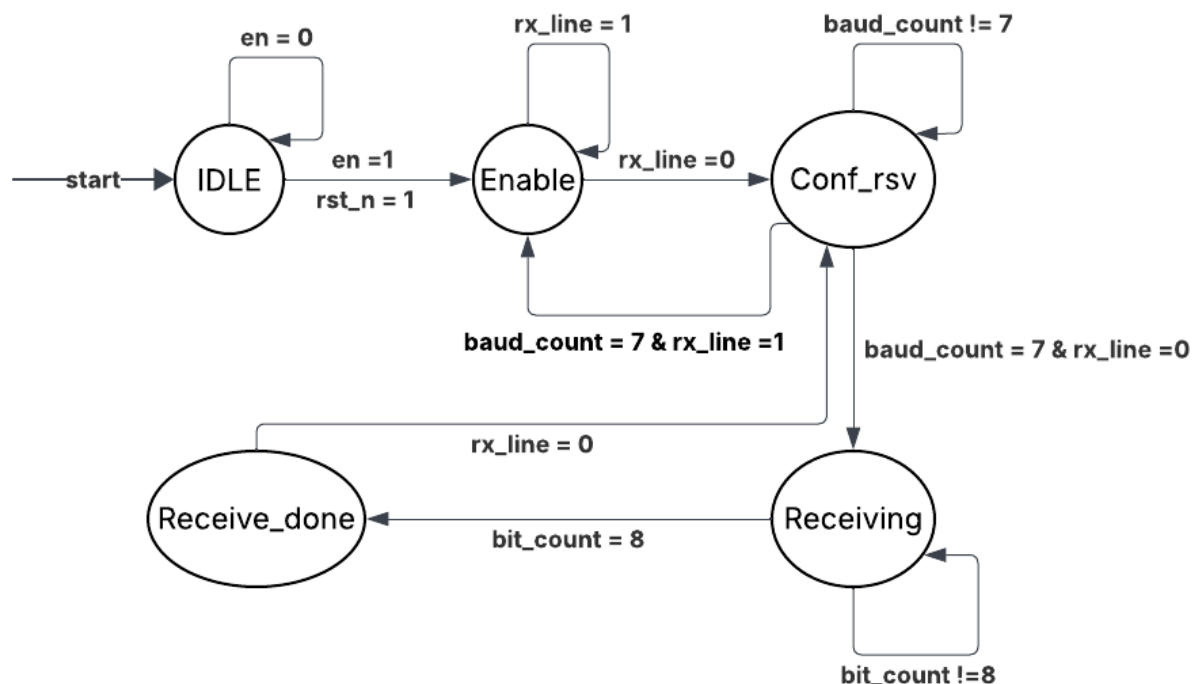 en = 0
rx_line = 1
baud_count != 7
start
IDLE
en =1
rst_n = 1
Enable
rx_line =0
Conf_rsv
baud_count = 7 & rx_line =1
baud_count = 7 & rx_line =0
rx_line = 0
Receive_done
bit_count = 8
Receiving
bit_count !=8